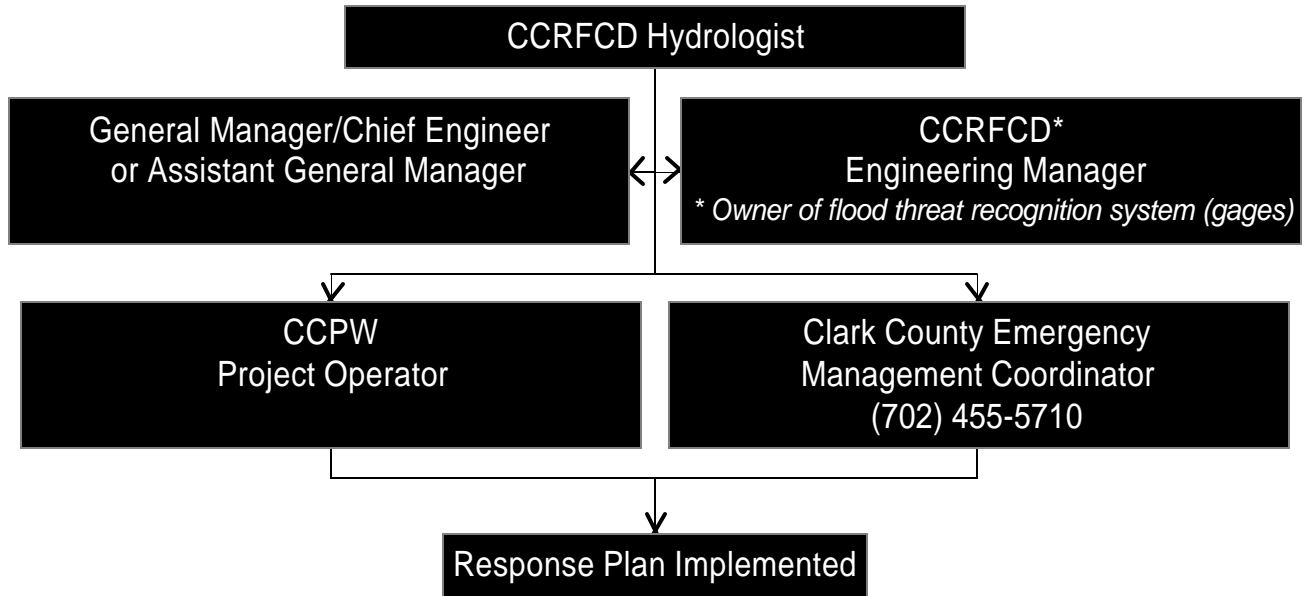 CCRFCD Hydrologist
General Manager/Chief Engineer
or Assistant General Manager
CCRFCD*
Engineering Manager
* Owner of flood threat recognition system (gages)
CCPW
Project Operator
Clark County Emergency
Management Coordinator
(702) 455-5710
Response Plan Implemented